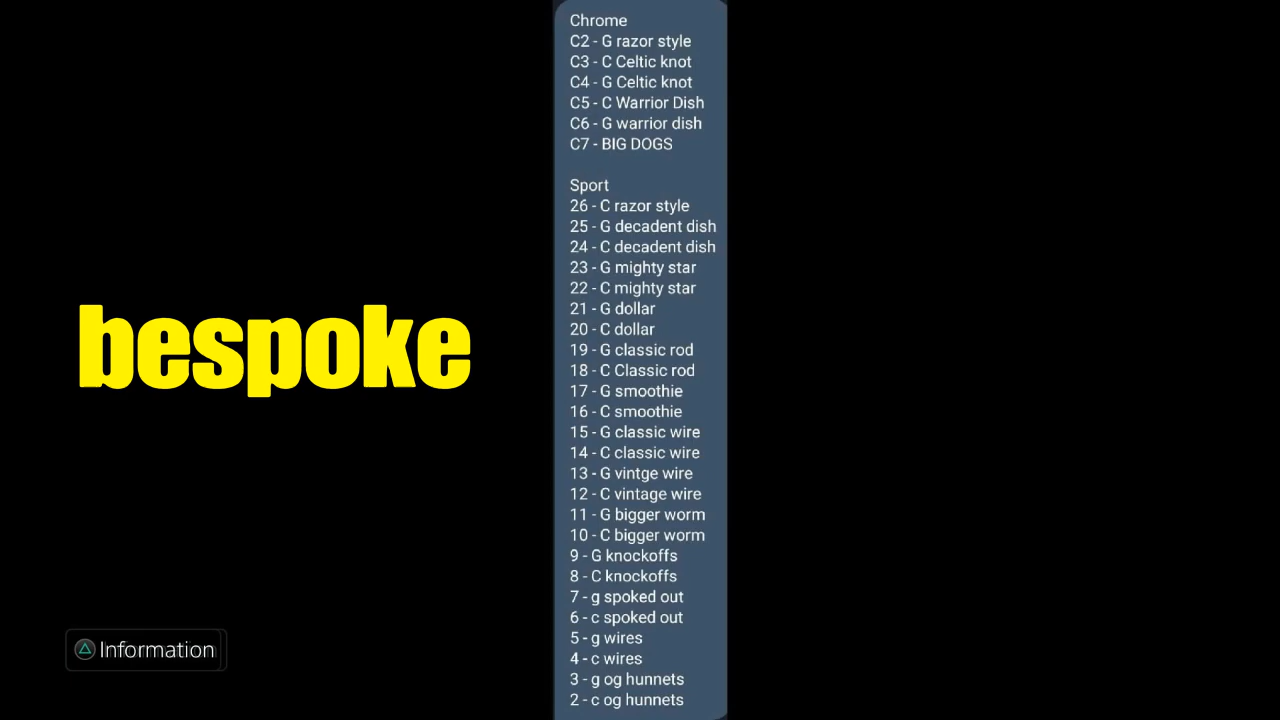 bespoke
Information
Chrome
C2 - G razor style
C3 - C Celtic knot
C4 - G Celtic knot
C5 - C Warrior Dish
C6 - G warrior dish
C7 - BIG DOGS
Sport
26 - C razor style
25 - G decadent dish
24 - C decadent dish
23 - G mighty star
22 - C mighty star
21 - G dollar
20 - C dollar
19 - G classic rod
18 - C Classic rod
17 - G smoothie
16 - C smoothie
15 - G classic wire
14 - C classic wire
13 - G vintge wire
12 - C vintage wire
11 - G bigger worm
10 - C bigger worm
9 - G knockoffs
8 - C knockoffs
7 - g spoked out
6 - c spoked out
5 - g wires
4 - c wires
3 - g og hunnets
2 - c og hunnets